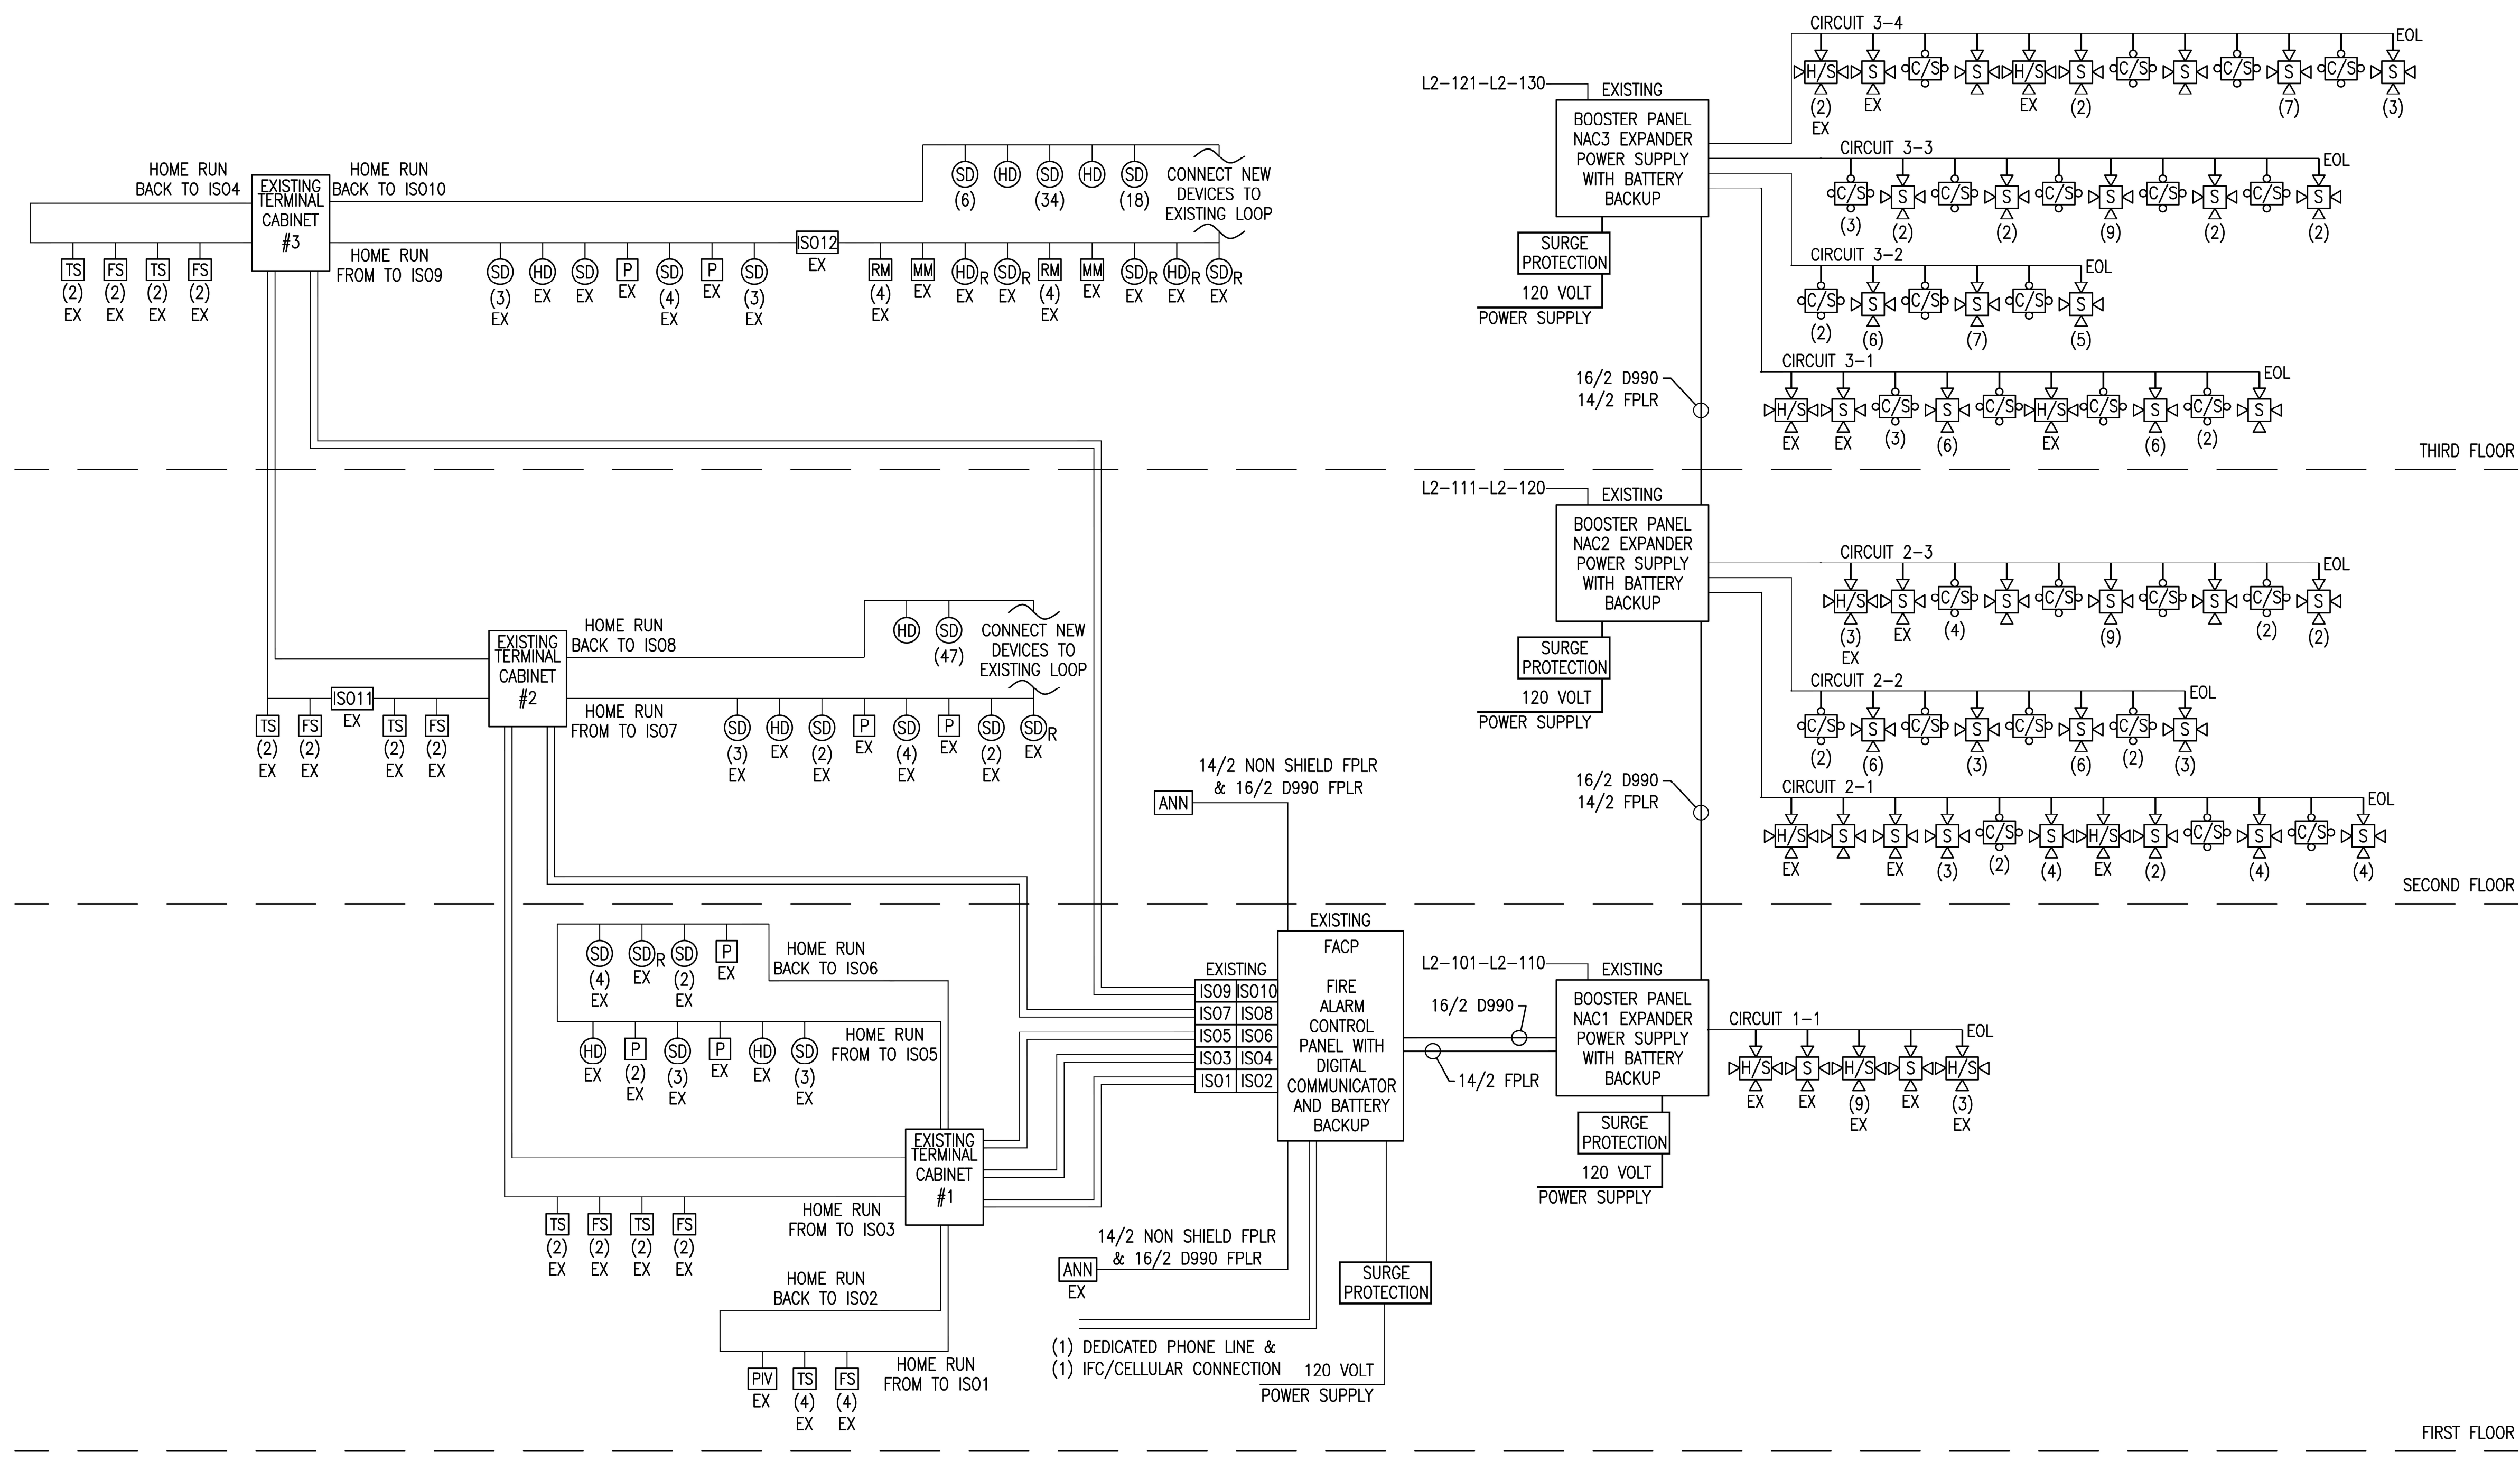 CIRCUIT 3-4
EOL
H/S S C/S S H/S S C/S S C/S S C/S S
(2) EX (2) (7) (3)
EX EX
EX
L2-121-L2-130
EXISTING
BOOSTER PANEL
NAC3 EXPANDER
POWER SUPPLY
WITH BATTERY
BACKUP
SURGE
PROTECTION
120 VOLT
POWER SUPPLY
CIRCUIT 3-3
EOL
C/S S C/S S C/S S C/S S C/S S
(3) (2) (2) (9) (2) (2)
CIRCUIT 3-2
EOL
C/S S C/S S C/S S
(2) (6) (7) (5)
CIRCUIT 3-1
EOL
H/S S C/S S C/S H/S C/S S C/S S
EX EX (3) (6) EX (6) (2)
16/2 D990
14/2 FPLR
THIRD FLOOR
HOME RUN
BACK TO ISO4
EXISTING
TERMINAL
CABINET
#3
HOME RUN
BACK TO ISO10
SD HD SD HD SD
(6) (34) (18)
CONNECT NEW
DEVICES TO
EXISTING LOOP
HOME RUN
FROM TO ISO9
TS FS TS FS
(2) (2) (2) (2)
EX EX EX EX
SD HD SD P SD P SD
(3) EX EX EX (4) EX (3)
EX EX EX
ISO12
EX
RM MM HD R SD R RM MM SD R HD R SD R
(4) EX EX EX (4) EX EX EX EX
EX EX
L2-111-L2-120
EXISTING
BOOSTER PANEL
NAC2 EXPANDER
POWER SUPPLY
WITH BATTERY
BACKUP
SURGE
PROTECTION
120 VOLT
POWER SUPPLY
CIRCUIT 2-3
EOL
H/S S C/S S C/S S C/S S C/S S
(3) EX (4) (9) (2) (2)
EX
CIRCUIT 2-2
EOL
C/S S C/S S C/S S C/S S
(2) (6) (3) (6) (2) (3)
CIRCUIT 2-1
EOL
H/S S S S C/S S H/S S C/S S C/S S
EX EX (3) (2) (4) EX (2) (4) (4)
16/2 D990
14/2 FPLR
SECOND FLOOR
EXISTING
TERMINAL
CABINET
#2
HOME RUN
BACK TO ISO8
HD SD
(47)
CONNECT NEW
DEVICES TO
EXISTING LOOP
HOME RUN
FROM TO ISO7
TS FS ISO11 TS FS
(2) (2) EX (2) (2)
EX EX EX EX
SD HD SD P SD P SD SD R
(3) EX (2) EX (4) EX (2) EX
EX EX EX EX
14/2 NON SHIELD FPLR
& 16/2 D990 FPLR
ANN
SD SD R SD P
(4) EX (2) EX
EX EX
HOME RUN
BACK TO ISO6
HD P SD P HD SD
EX (2) (3) EX EX (3)
EX EX EX
HOME RUN
FROM TO ISO5
EXISTING
ISO9 ISO10
ISO7 ISO8
ISO5 ISO6
ISO3 ISO4
ISO1 ISO2
EXISTING
FACP
FIRE
ALARM
CONTROL
PANEL WITH
DIGITAL
COMMUNICATOR
AND BATTERY
BACKUP
L2-101-L2-110
16/2 D990
14/2 FPLR
EXISTING
BOOSTER PANEL
NAC1 EXPANDER
POWER SUPPLY
WITH BATTERY
BACKUP
SURGE
PROTECTION
120 VOLT
POWER SUPPLY
CIRCUIT 1-1
EOL
H/S S H/S S H/S
EX EX (9) EX (3)
EX EX
EXISTING
TERMINAL
CABINET
#1
HOME RUN
FROM TO ISO3
TS FS TS FS
(2) (2) (2) (2)
EX EX EX EX
HOME RUN
BACK TO ISO2
PIV TS FS
EX (4) (4)
EX EX
HOME RUN
FROM TO ISO1
14/2 NON SHIELD FPLR
& 16/2 D990 FPLR
ANN
EX
(1) DEDICATED PHONE LINE &
(1) IFC/CELLULAR CONNECTION
SURGE
PROTECTION
120 VOLT
POWER SUPPLY
FIRST FLOOR